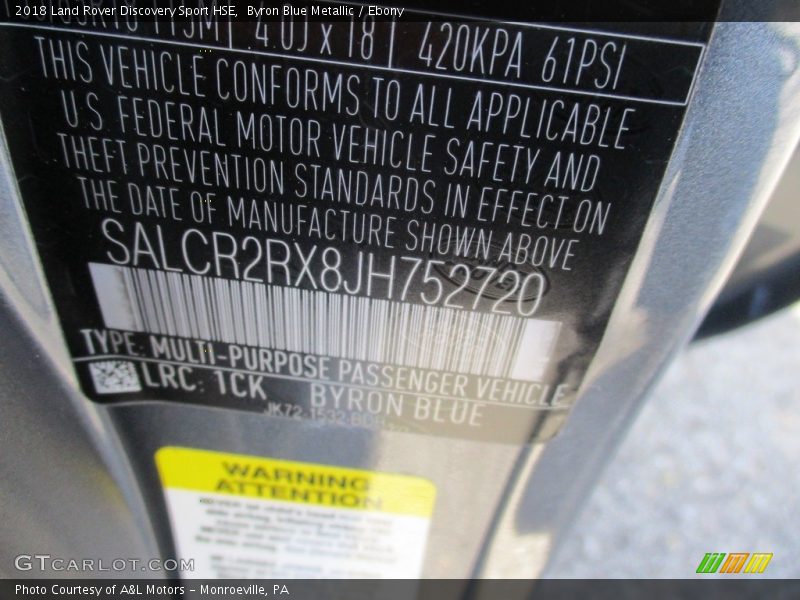 2018 Land Rover Discovery Sport HSE, Byron Blue Metallic / Ebony
4.0J x 18 420KPA 61PSI
THIS VEHICLE CONFORMS TO ALL APPLICABLE
U.S. FEDERAL MOTOR VEHICLE SAFETY AND
THEFT PREVENTION STANDARDS IN EFFECT ON
THE DATE OF MANUFACTURE SHOWN ABOVE
SALCR2RX8JH752720
TYPE: MULTI-PURPOSE PASSENGER VEHICLE
LRC: 1CK BYRON BLUE
WARNING
ATTENTION
GTCARLOT.COM
Photo Courtesy of A&L Motors - Monroeville, PA